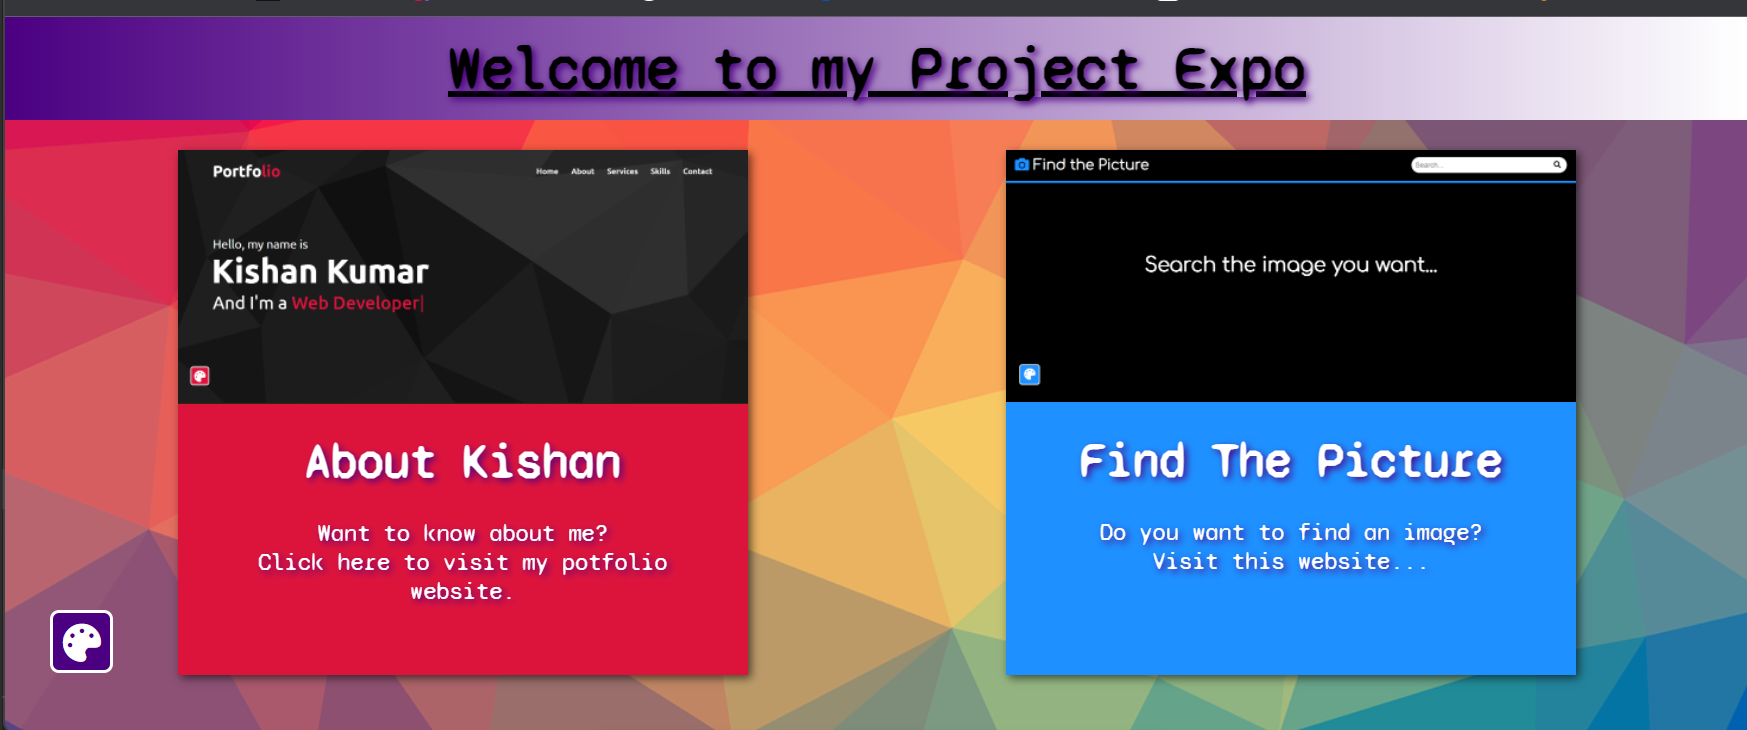 Welcome to my Project Expo
Portfolio
Home About Services Skills Contact
Hello, my name is
Kishan Kumar
And I'm a Web Developer|
About Kishan
Want to know about me?
Click here to visit my potfolio
website.
Find the Picture
Search...
Search the image you want...
Find The Picture
Do you want to find an image?
Visit this website...